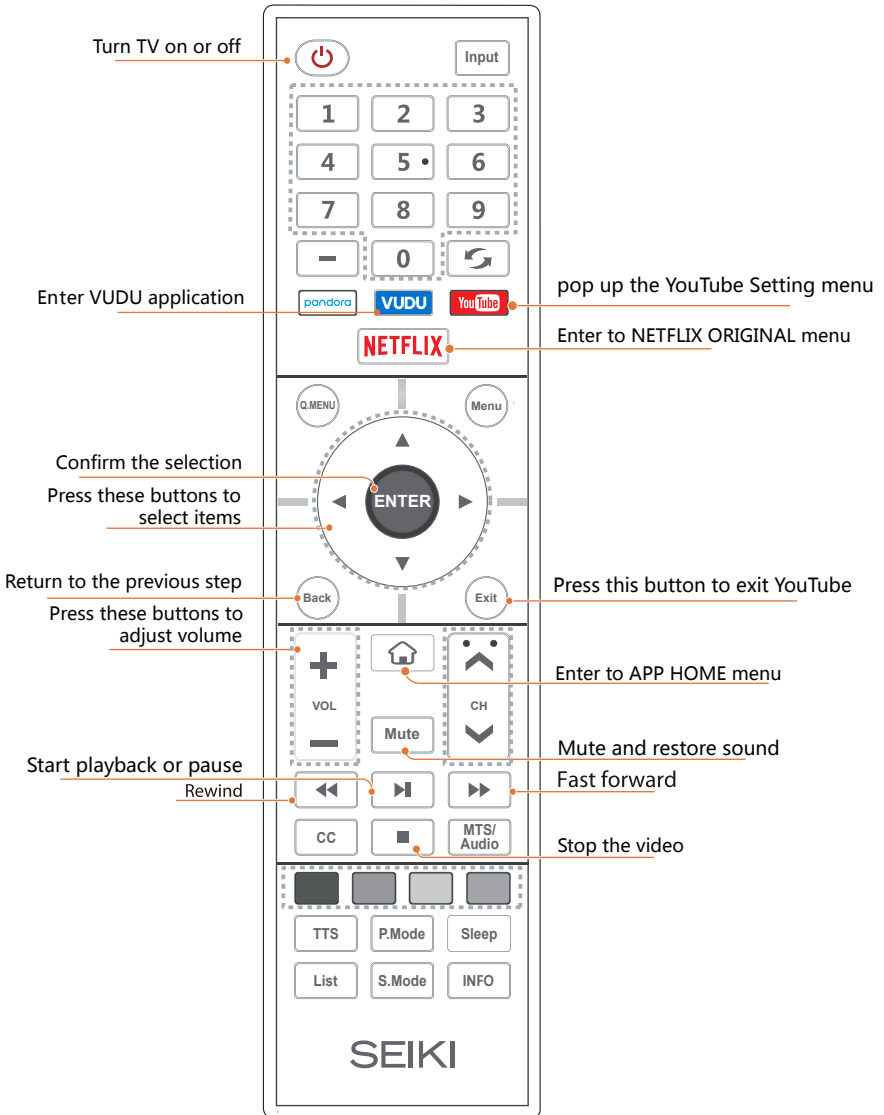 Turn TV on or off
Input
1 2 3
4 5 6
7 8 9
− 0
Enter VUDU application
pandora VUDU YouTube
pop up the YouTube Setting menu
NETFLIX
Enter to NETFLIX ORIGINAL menu
Q.MENU Menu
Confirm the selection
ENTER
Press these buttons to
select items
Return to the previous step
Back Exit
Press this button to exit YouTube
Press these buttons to
adjust volume
+
VOL
−
CH
Enter to APP HOME menu
Mute
Mute and restore sound
Start playback or pause
Rewind
Fast forward
CC
MTS/
Audio
Stop the video
TTS P.Mode Sleep
List S.Mode INFO
SEIKI